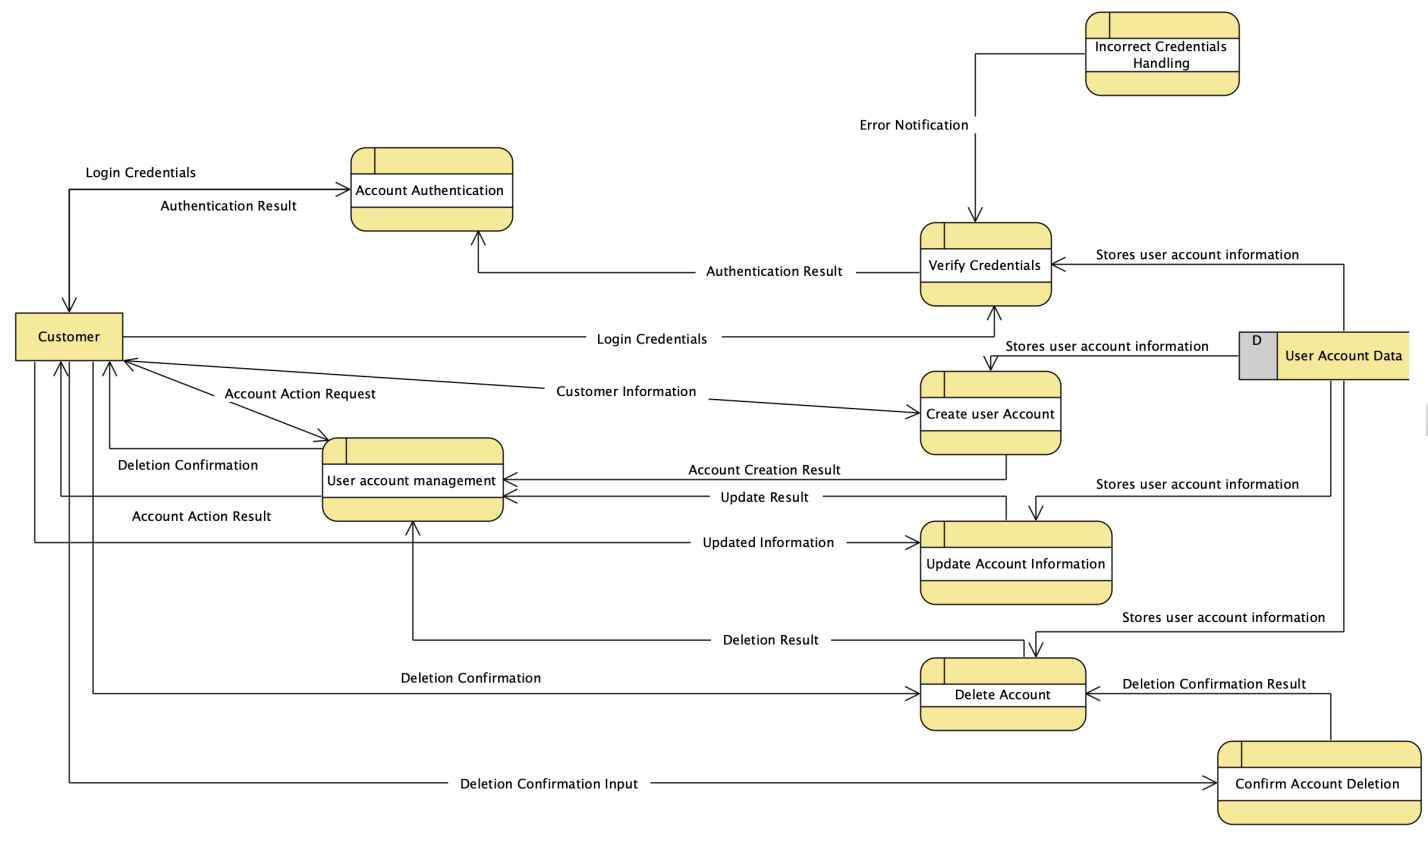 Incorrect Credentials
Handling
Error Notification
Login Credentials
Account Authentication
Authentication Result
Stores user account information
Verify Credentials
Authentication Result
Customer
Login Credentials
D
User Account Data
Stores user account information
Account Action Request
Customer Information
Create user Account
Deletion Confirmation
Account Creation Result
User account management
Stores user account information
Update Result
Account Action Result
Updated Information
Update Account Information
Stores user account information
Deletion Result
Deletion Confirmation
Delete Account
Deletion Confirmation Result
Deletion Confirmation Input
Confirm Account Deletion